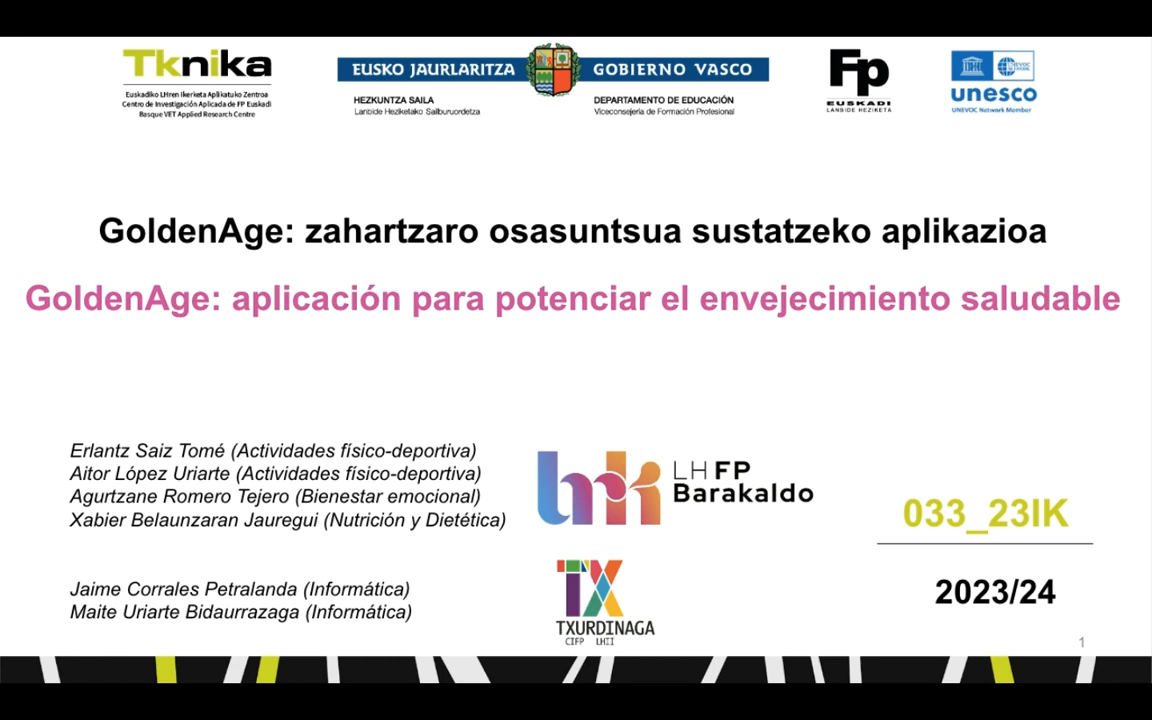 Tknika
Euskadiko LHren Ikerketa Aplikatuko Zentroa
Centro de Investigación Aplicada de FP Euskadi
Basque VET Applied Research Centre
EUSKO JAURLARITZA
GOBIERNO VASCO
HEZKUNTZA SAILA
Lanbide Heziketako Sailburuordetza
DEPARTAMENTO DE EDUCACIÓN
Viceconsejería de Formación Profesional
Fp
EUSKADI
LANBIDE HEZIKETA
unesco
UNEVOC Network Member
GoldenAge: zahartzaro osasuntsua sustatzeko aplikazioa
GoldenAge: aplicación para potenciar el envejecimiento saludable
Erlantz Saiz Tomé (Actividades físico-deportiva)
Aitor López Uriarte (Actividades físico-deportiva)
Agurtzane Romero Tejero (Bienestar emocional)
Xabier Belaunzaran Jauregui (Nutrición y Dietética)
LH FP
Barakaldo
033_23IK
Jaime Corrales Petralanda (Informática)
Maite Uriarte Bidaurrazaga (Informática)
TX
TXURDINAGA
CIFP LHII
2023/24
1